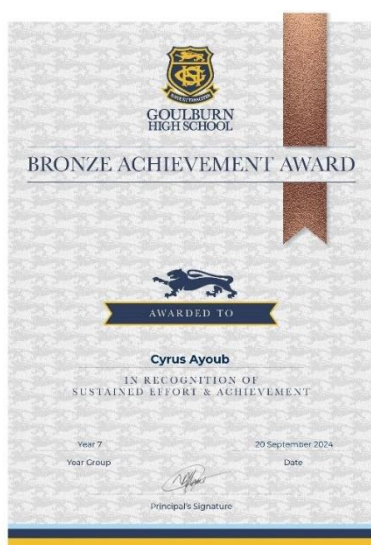 GOULBURN
HIGH SCHOOL
BRONZE ACHIEVEMENT AWARD
AWARDED TO
Cyrus Ayoub
IN RECOGNITION OF
SUSTAINED EFFORT & ACHIEVEMENT
Year 7
20 September 2024
Year Group
Date
Principal's Signature